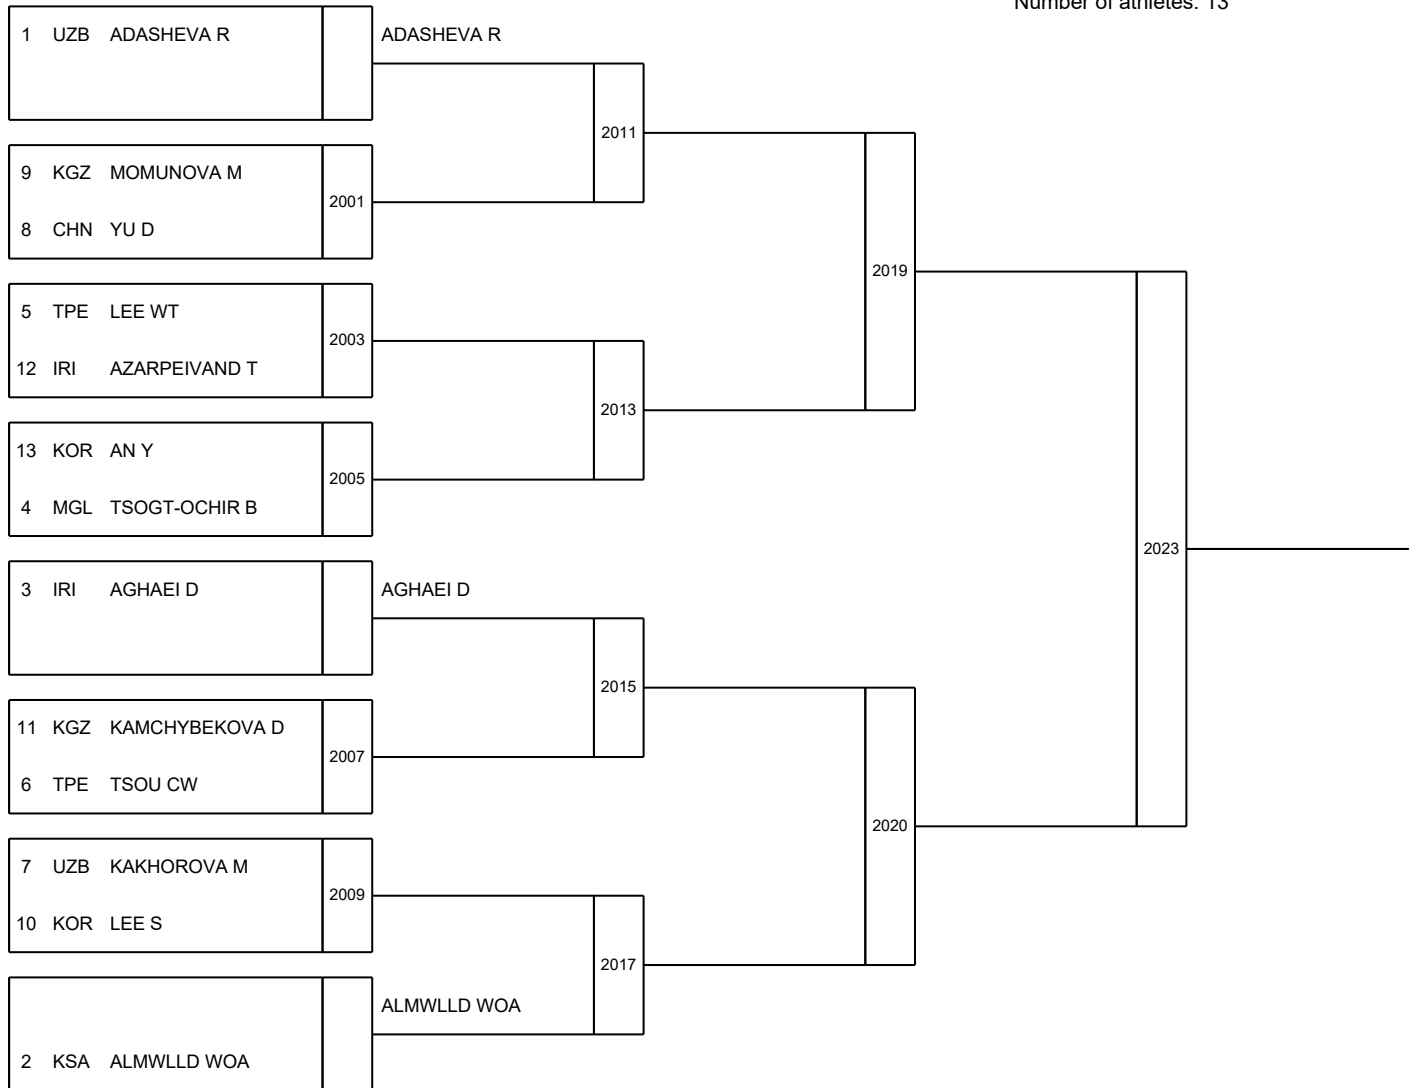 Number of athletes: 13
1 UZB ADASHEVA R
ADASHEVA R
2011
9 KGZ MOMUNOVA M
2001
8 CHN YU D
2019
5 TPE LEE WT
2003
12 IRI AZARPEIVAND T
2013
13 KOR AN Y
2005
4 MGL TSOGT-OCHIR B
2023
3 IRI AGHAEI D
AGHAEI D
2015
11 KGZ KAMCHYBEKOVA D
2007
6 TPE TSOU CW
2020
7 UZB KAKHOROVA M
2009
10 KOR LEE S
2017
ALMWLLD WOA
2 KSA ALMWLLD WOA